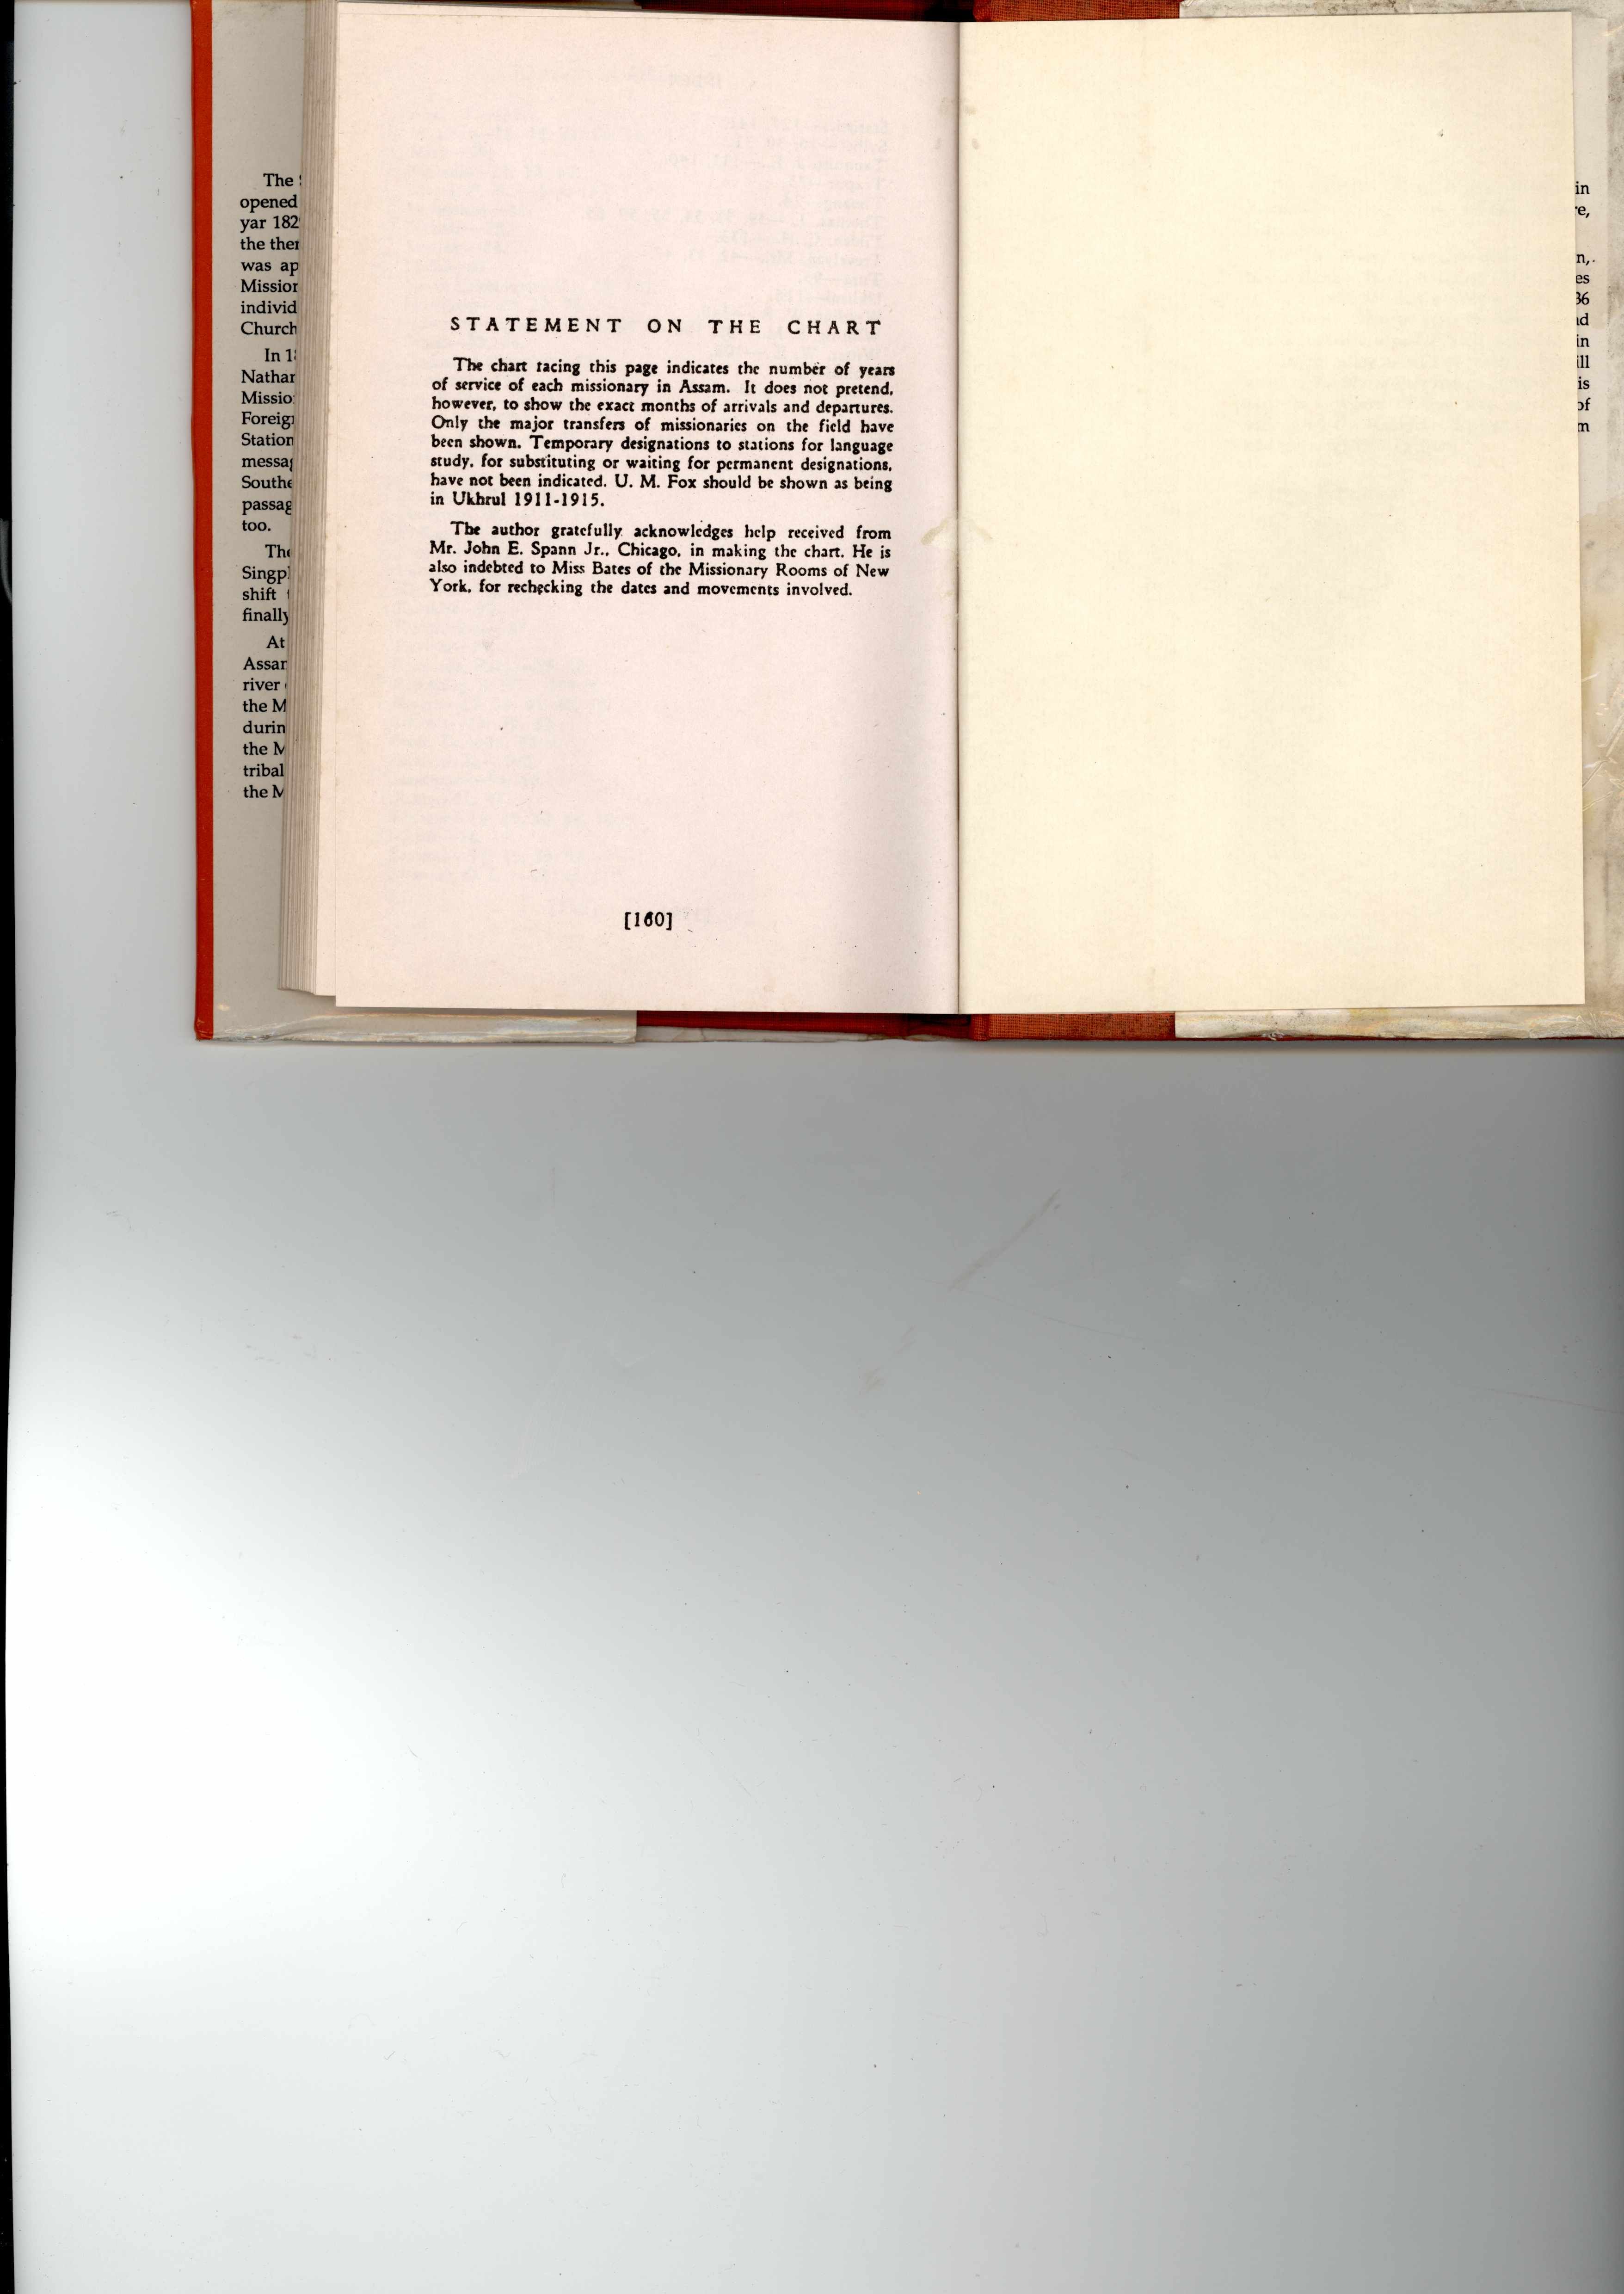 The
opened
yar 182
the ther
was ap
Mission
individ
Church
In 1
Nathan
Missio
Foreign
Station
messag
Southe
passag
too.
The
Singp
shift
finally
At
Assar
river
the M
durin
the M
tribal
the M
STATEMENT ON THE CHART
The chart facing this page indicates the number of years
of service of each missionary in Assam. It does not pretend,
however, to show the exact months of arrivals and departures.
Only the major transfers of missionaries on the field have
been shown. Temporary designations to stations for language
study, for substituting or waiting for permanent designations,
have not been indicated. U. M. Fox should be shown as being
in Ukhrul 1911-1915.
The author gratefully acknowledges help received from
Mr. John E. Spann Jr., Chicago, in making the chart. He is
also indebted to Miss Bates of the Missionary Rooms of New
York, for rechecking the dates and movements involved.
[160]
in
e,
n,
es
36
d
in
ill
is
of
m